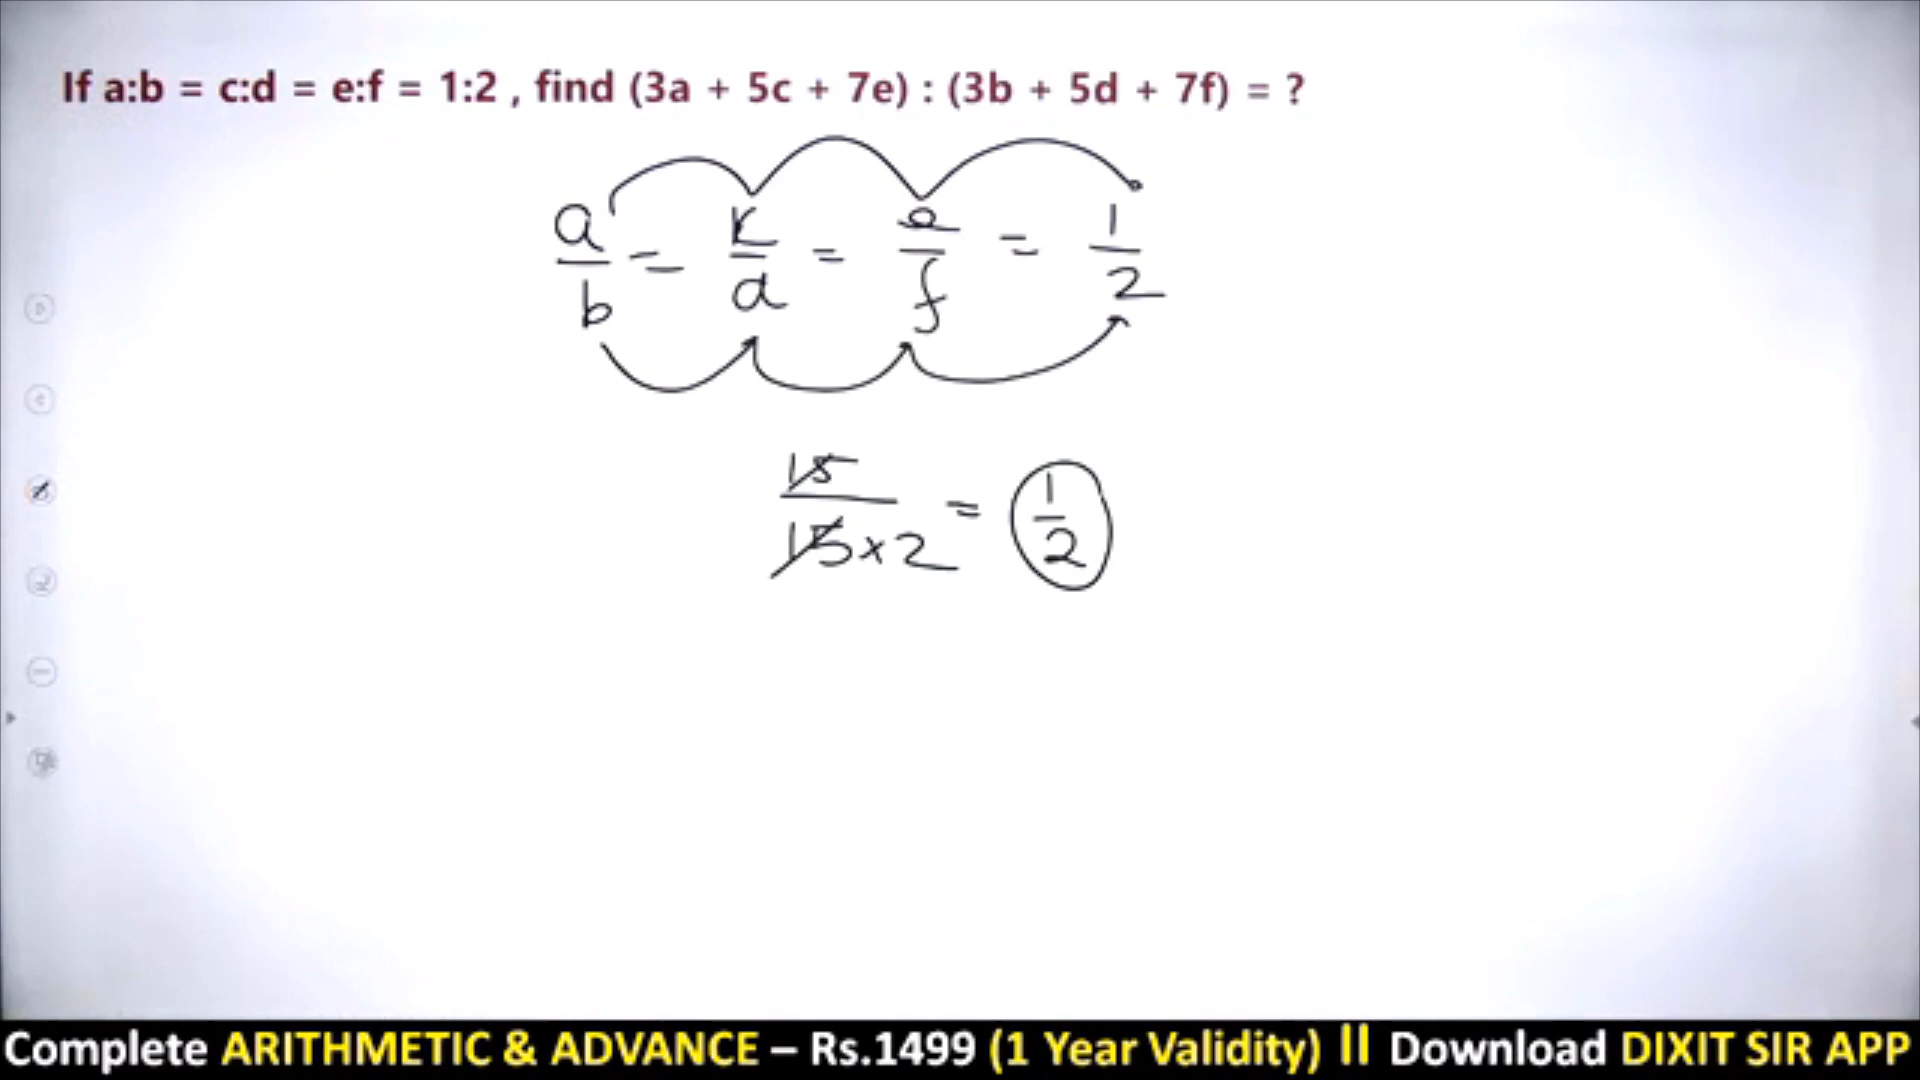 If a:b = c:d = e:f = 1:2 , find (3a + 5c + 7e) : (3b + 5d + 7f) = ?
a/b = c/d = e/f = 1/2
15/15×2 = 1/2
Complete ARITHMETIC & ADVANCE – Rs.1499 (1 Year Validity) || Download DIXIT SIR APP